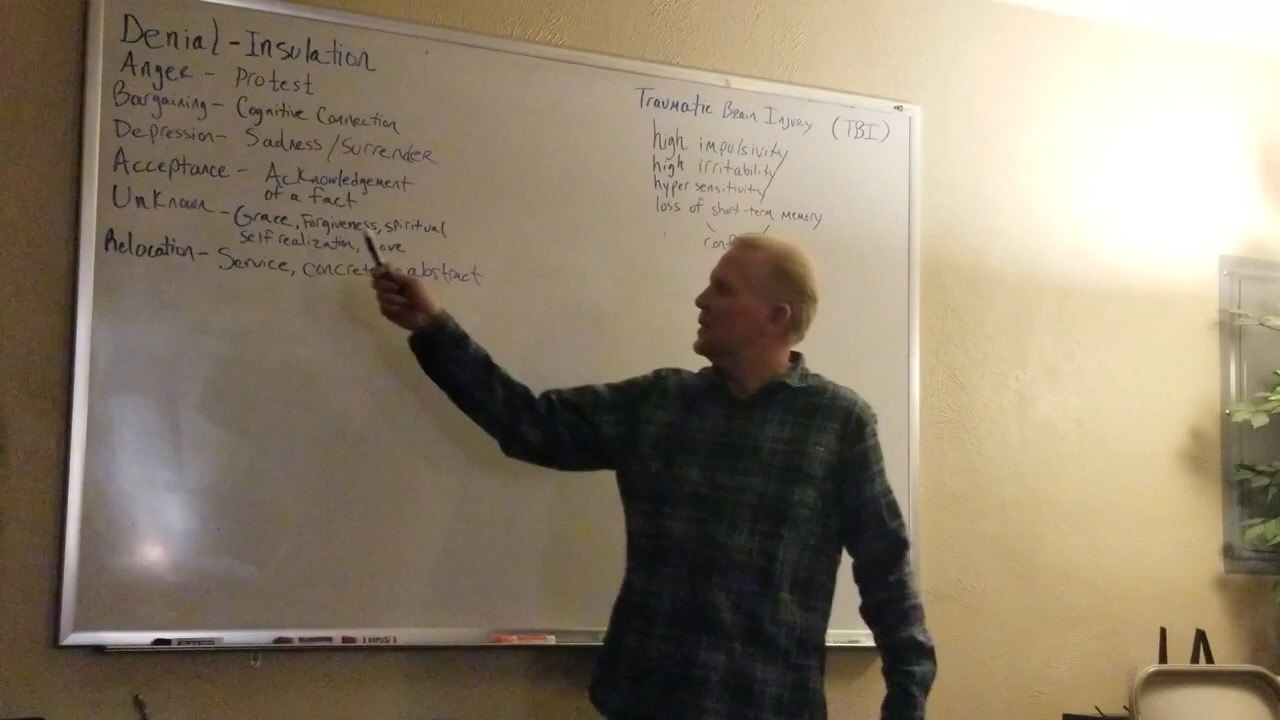 Denial - Insulation
Anger - Protest
Bargaining - Cognitive Connection
Depression - Sadness / Surrender
Acceptance - Acknowledgement
of a fact
Unknown - Grace, Forgiveness, spiritual
self realization,
Relocation - Service, concrete abstract
Traumatic Brain Injury (TBI)
high impulsivity
high irritability
hyper sensitivity
loss of short-term memory
EXPO